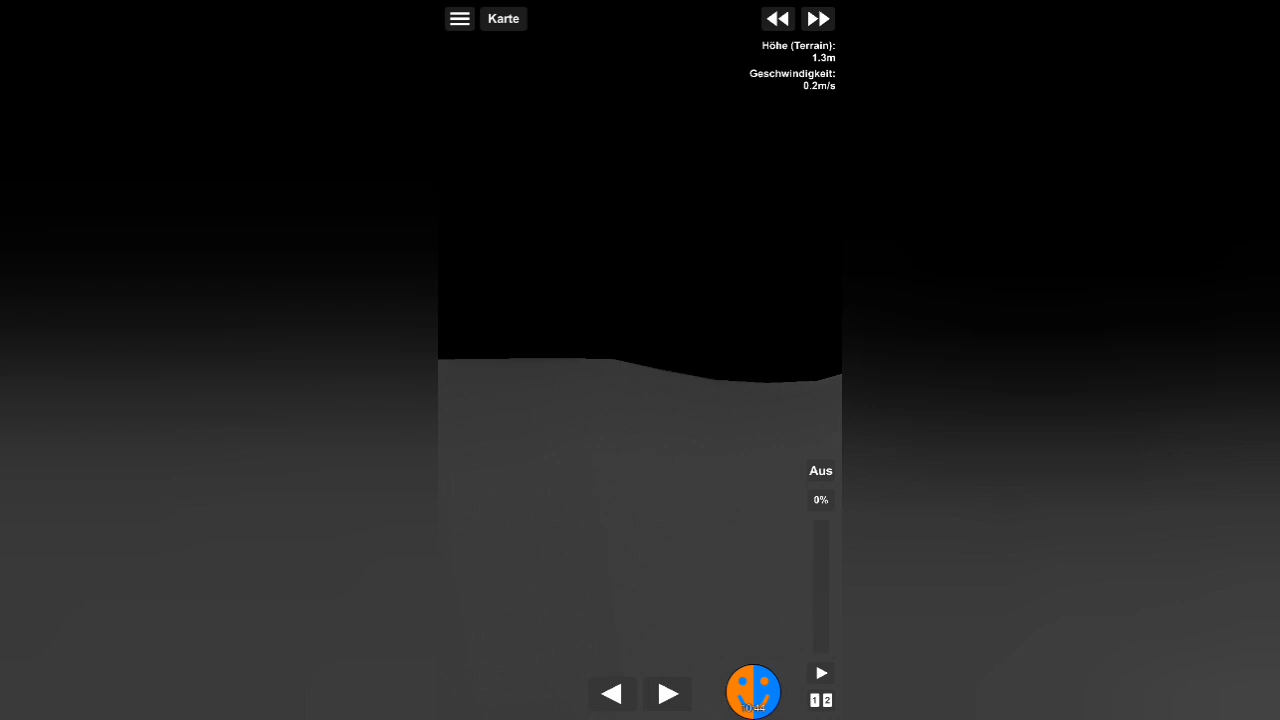 Karte
Höhe (Terrain):
1.3m
Geschwindigkeit:
0.2m/s
Aus
0%
1 2